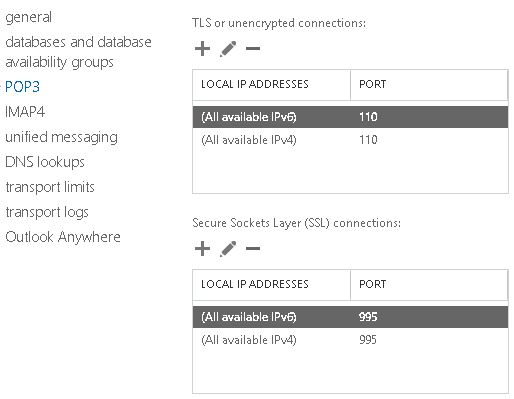 general
databases and database
availability groups
POP3
IMAP4
unified messaging
DNS lookups
transport limits
transport logs
Outlook Anywhere
TLS or unencrypted connections:
LOCAL IP ADDRESSES PORT
(All available IPv6) 110
(All available IPv4) 110
Secure Sockets Layer (SSL) connections:
LOCAL IP ADDRESSES PORT
(All available IPv6) 995
(All available IPv4) 995